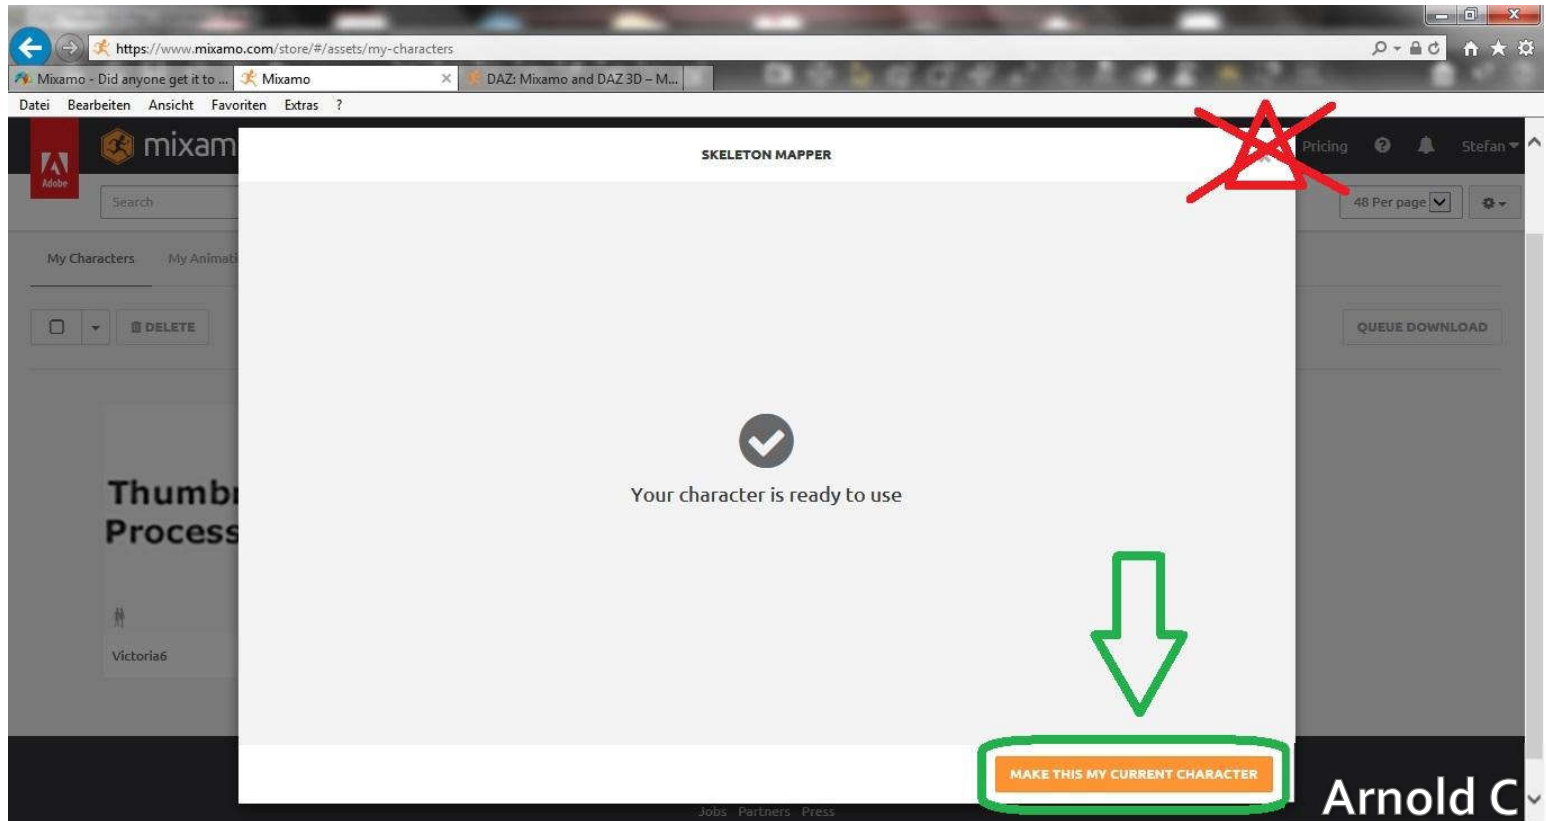 https://www.mixamo.com/store/#/assets/my-characters
Mixamo - Did anyone get it to ...
Mixamo
DAZ: Mixamo and DAZ 3D – M...
Datei Bearbeiten Ansicht Favoriten Extras ?
Adobe
mixam
SKELETON MAPPER
Pricing
Stefan
Search
48 Per page
My Characters
My Animati
DELETE
QUEUE DOWNLOAD
Thumbn
Process
Your character is ready to use
Victoria6
MAKE THIS MY CURRENT CHARACTER
Jobs Partners Press
Arnold C